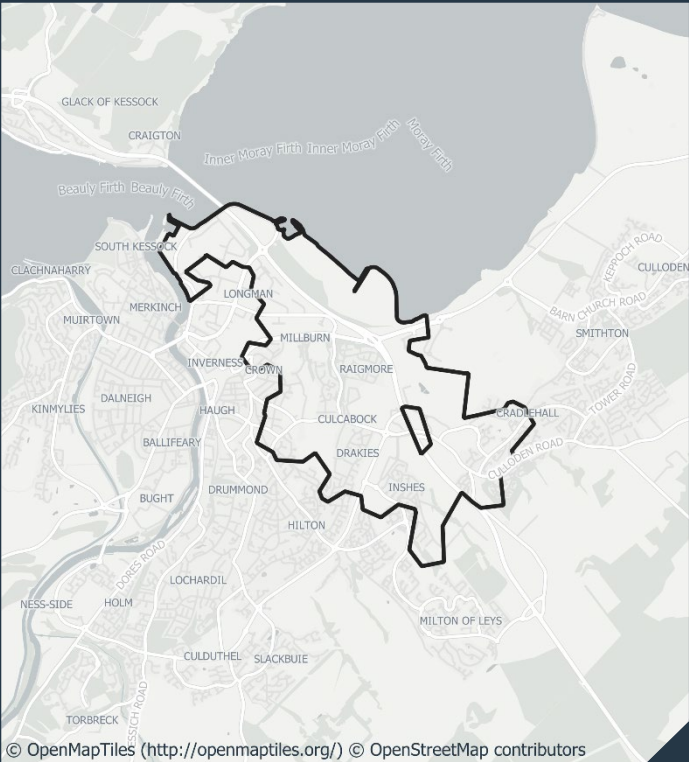 GLACK OF KESSOCK
CRAIGTON
Inner Moray Firth Inner Moray Firth
Moray Firth
Beauly Firth Beauly Firth
SOUTH KESSOCK
CLACHNAHARRY
KEPPOCH ROAD
CULLODEN
LONGMAN
MERKINCH
BARN CHURCH ROAD
MUIRTOWN
SMITHTON
MILLBURN
INVERNESS
CROWN
RAIGMORE
TOWER ROAD
DALNEIGH
KINMYLIES
HAUGH
CULCABOCK
CRADLEHALL
BALLIFEARY
DRAKIES
CULLODEN ROAD
BUGHT
DRUMMOND
INSHES
HILTON
DORES ROAD
LOCHARDIL
NESS-SIDE
HOLM
MILTON OF LEYS
CULDUTHEL
SLACKBUIE
ESSICH ROAD
TORBRECK
© OpenMapTiles (http://openmaptiles.org/) © OpenStreetMap contributors